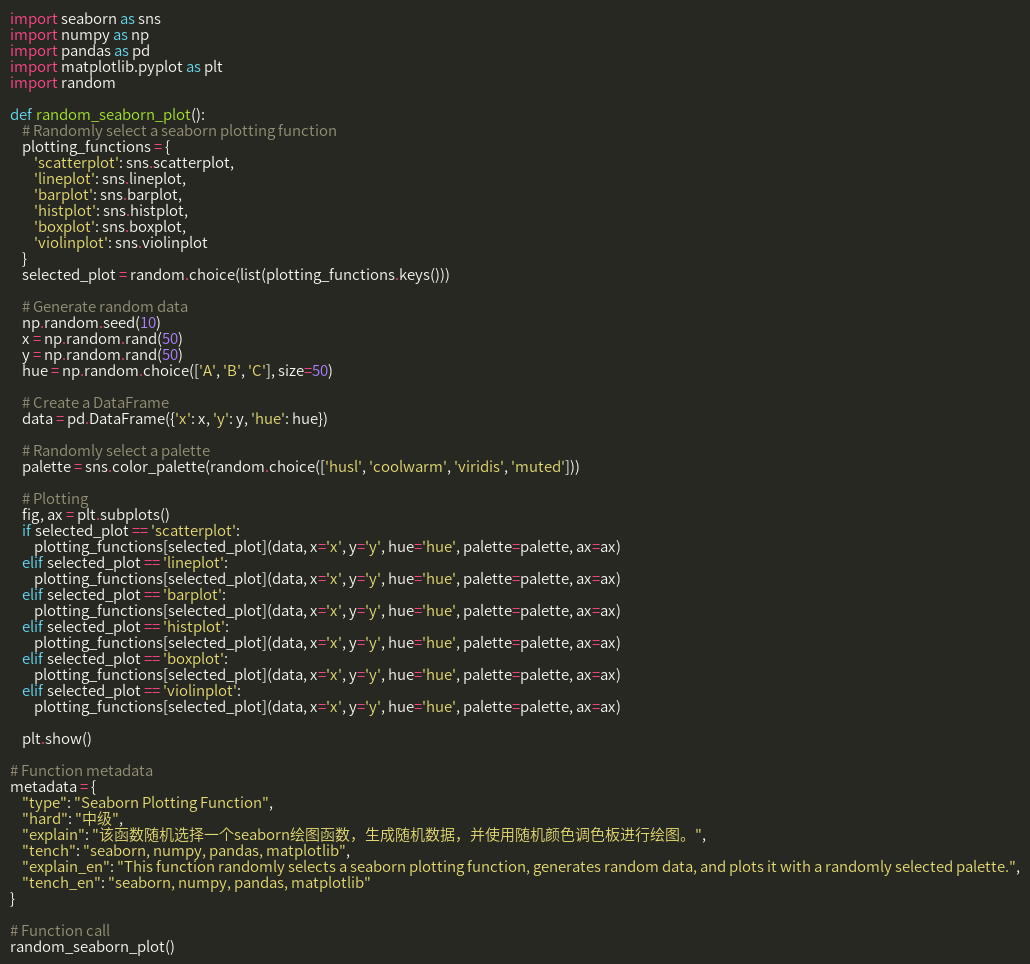 import seaborn as sns
import numpy as np
import pandas as pd
import matplotlib.pyplot as plt
import random

def random_seaborn_plot():
    # Randomly select a seaborn plotting function
    plotting_functions = {
        'scatterplot': sns.scatterplot,
        'lineplot': sns.lineplot,
        'barplot': sns.barplot,
        'histplot': sns.histplot,
        'boxplot': sns.boxplot,
        'violinplot': sns.violinplot
    }
    selected_plot = random.choice(list(plotting_functions.keys()))

    # Generate random data
    np.random.seed(10)
    x = np.random.rand(50)
    y = np.random.rand(50)
    hue = np.random.choice(['A', 'B', 'C'], size=50)

    # Create a DataFrame
    data = pd.DataFrame({'x': x, 'y': y, 'hue': hue})

    # Randomly select a palette
    palette = sns.color_palette(random.choice(['husl', 'coolwarm', 'viridis', 'muted']))

    # Plotting
    fig, ax = plt.subplots()
    if selected_plot == 'scatterplot':
        plotting_functions[selected_plot](data, x='x', y='y', hue='hue', palette=palette, ax=ax)
    elif selected_plot == 'lineplot':
        plotting_functions[selected_plot](data, x='x', y='y', hue='hue', palette=palette, ax=ax)
    elif selected_plot == 'barplot':
        plotting_functions[selected_plot](data, x='x', y='y', hue='hue', palette=palette, ax=ax)
    elif selected_plot == 'histplot':
        plotting_functions[selected_plot](data, x='x', y='y', hue='hue', palette=palette, ax=ax)
    elif selected_plot == 'boxplot':
        plotting_functions[selected_plot](data, x='x', y='y', hue='hue', palette=palette, ax=ax)
    elif selected_plot == 'violinplot':
        plotting_functions[selected_plot](data, x='x', y='y', hue='hue', palette=palette, ax=ax)

    plt.show()

# Function metadata
metadata = {
    "type": "Seaborn Plotting Function",
    "hard": "中级",
    "explain": "该函数随机选择一个seaborn绘图函数，生成随机数据，并使用随机颜色调色板进行绘图。",
    "tench": "seaborn, numpy, pandas, matplotlib",
    "explain_en": "This function randomly selects a seaborn plotting function, generates random data, and plots it with a randomly selected palette.",
    "tench_en": "seaborn, numpy, pandas, matplotlib"
}

# Function call
random_seaborn_plot()